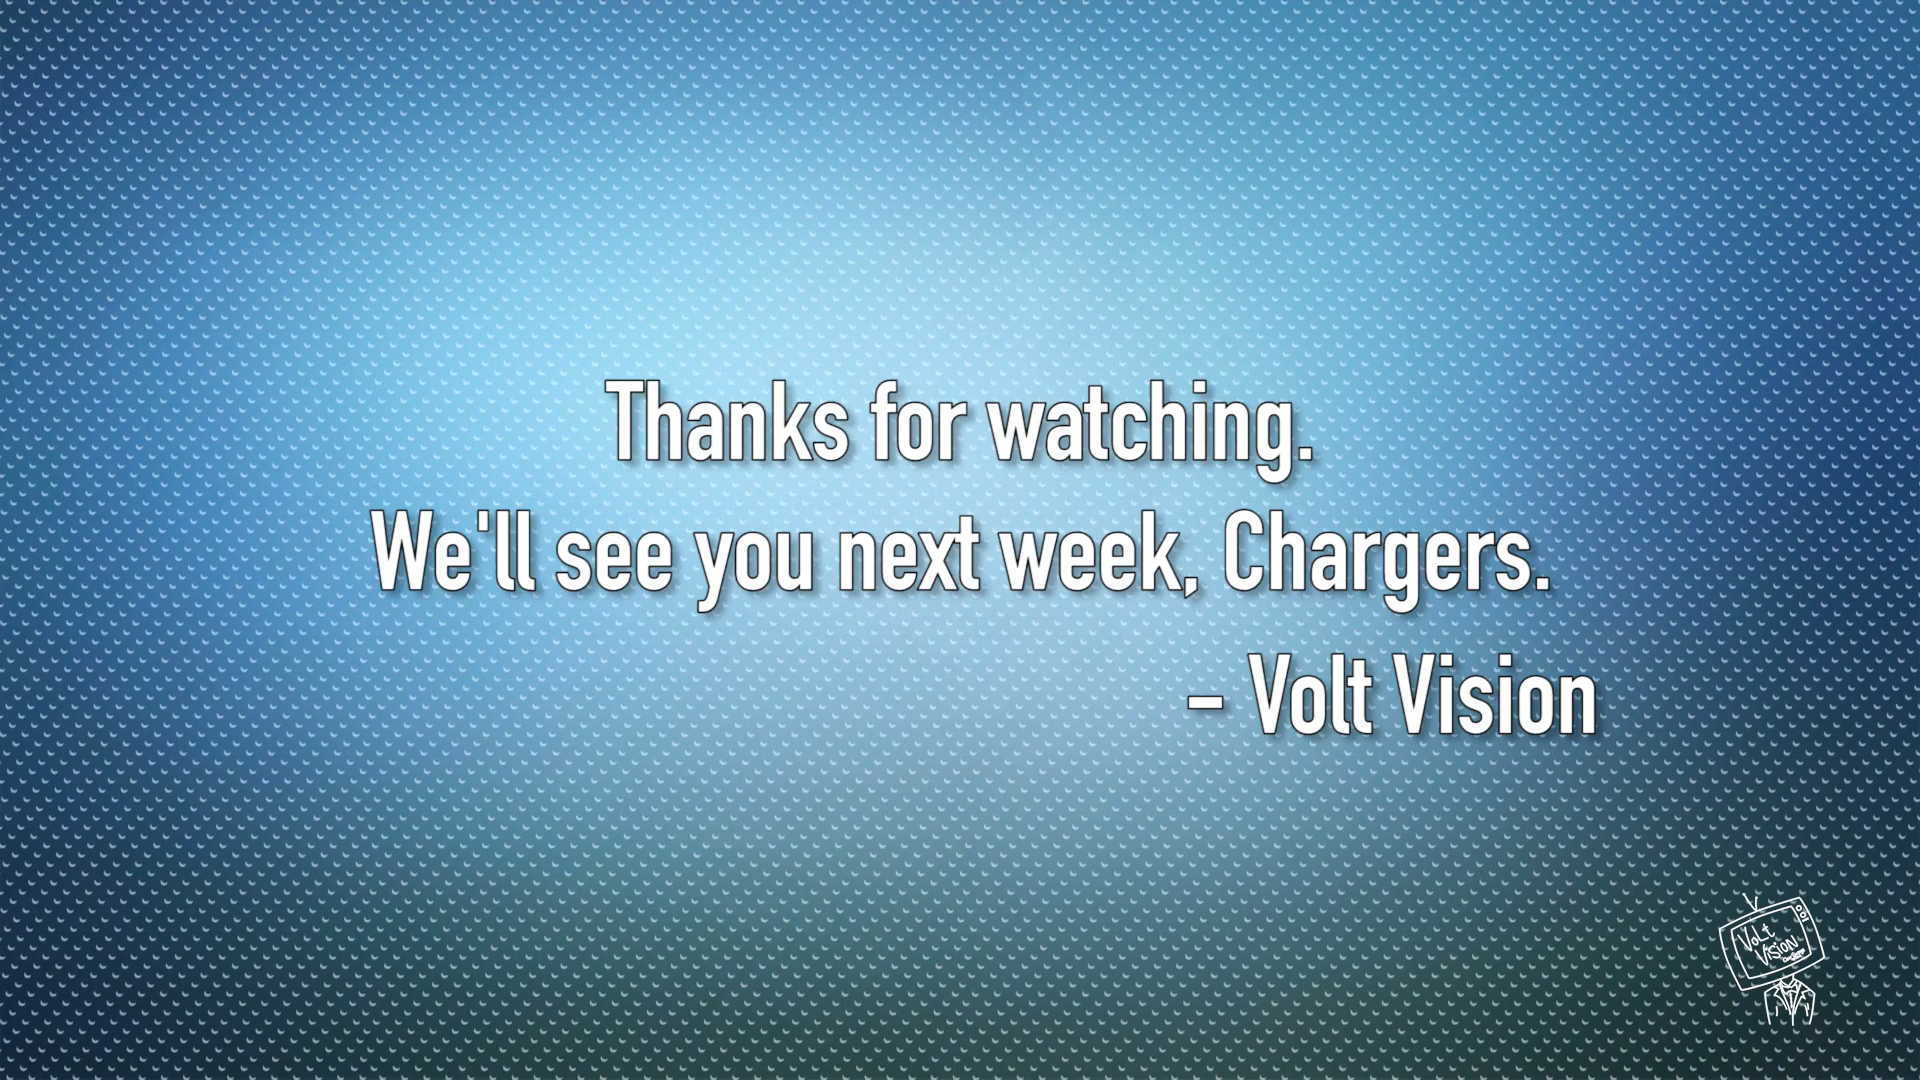 Thanks for watching.
We'll see you next week, Chargers.
– Volt Vision
VoLt
VisioN